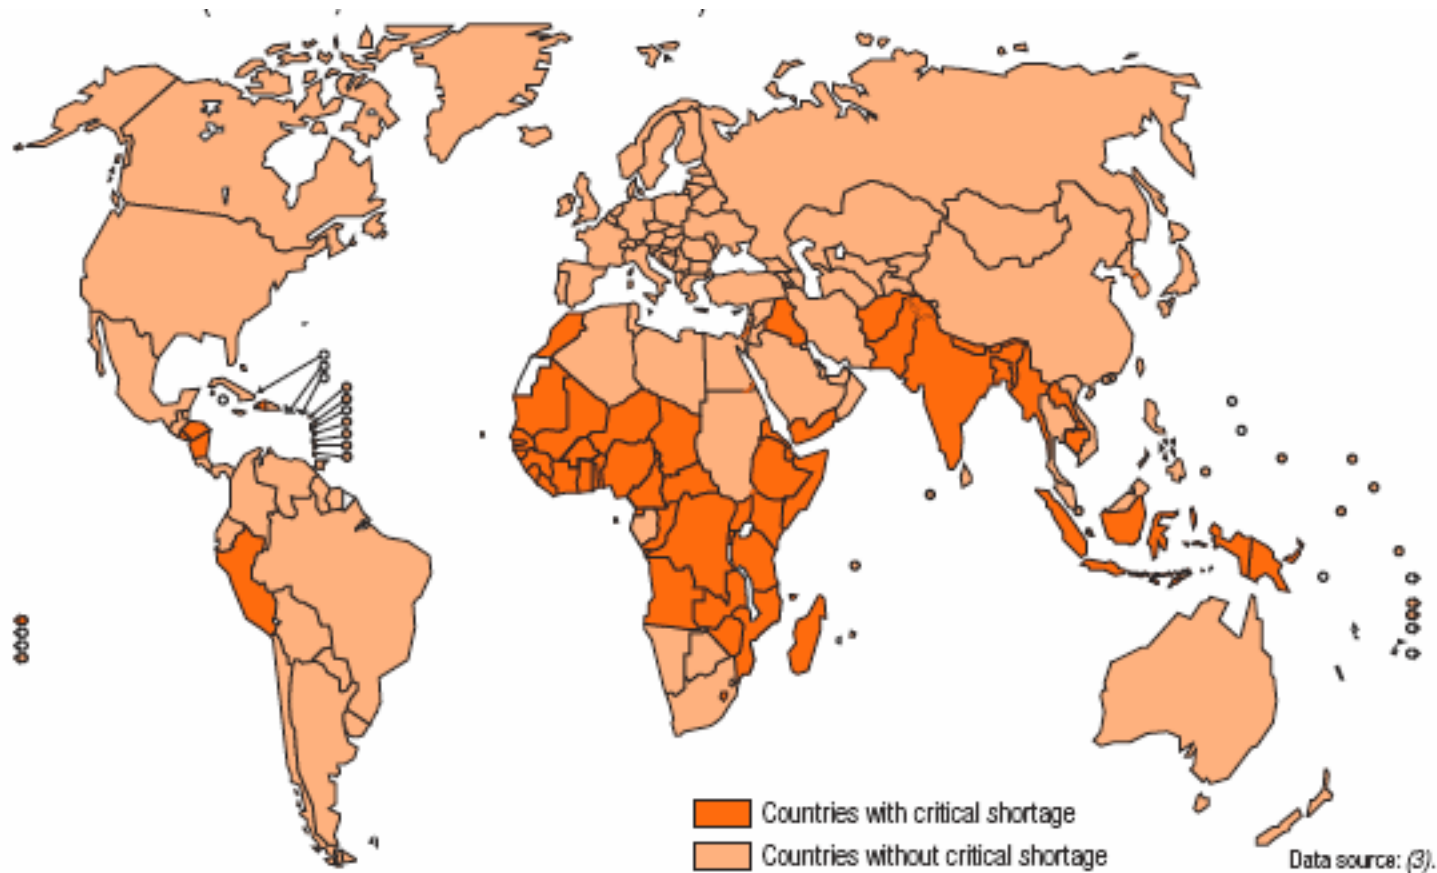 Countries with critical shortage
Countries without critical shortage
Data source: (3).